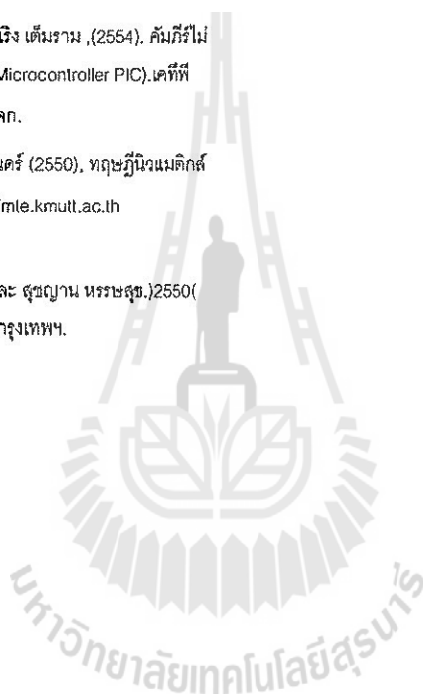 เริง เต็มราม ,(2554). คัมภีร์ไม่
Microcontroller PIC).เคทีพี
ลก.
นคร์ (2550), ทฤษฎีนิวแมติกส์
mte.kmutt.ac.th
ละ สุชญาน หรรษสุข.)2550(
กรุงเทพฯ.
มหาวิทยาลัยเทคโนโลยีสุรนารี